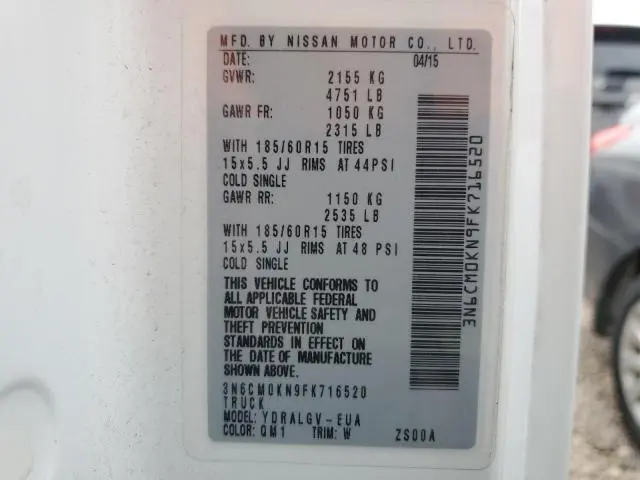 MFD. BY NISSAN MOTOR CO., LTD.
DATE: 04/15
GVWR: 2155 KG
4751 LB
GAWR FR: 1050 KG
2315 LB
WITH 185/60R15 TIRES
15x5.5 JJ RIMS AT 44PSI
COLD SINGLE
GAWR RR: 1150 KG
2535 LB
WITH 185/60R15 TIRES
15x5.5 JJ RIMS AT 48 PSI
COLD SINGLE
THIS VEHICLE CONFORMS TO
ALL APPLICABLE FEDERAL
MOTOR VEHICLE SAFETY AND
THEFT PREVENTION
STANDARDS IN EFFECT ON
THE DATE OF MANUFACTURE
SHOWN ABOVE.
3N6CM0KN9FK716520
TRUCK
MODEL: YDRALGV-EUA
COLOR: QM1 TRIM: W ZS00A
3N6CM0KN9FK716520